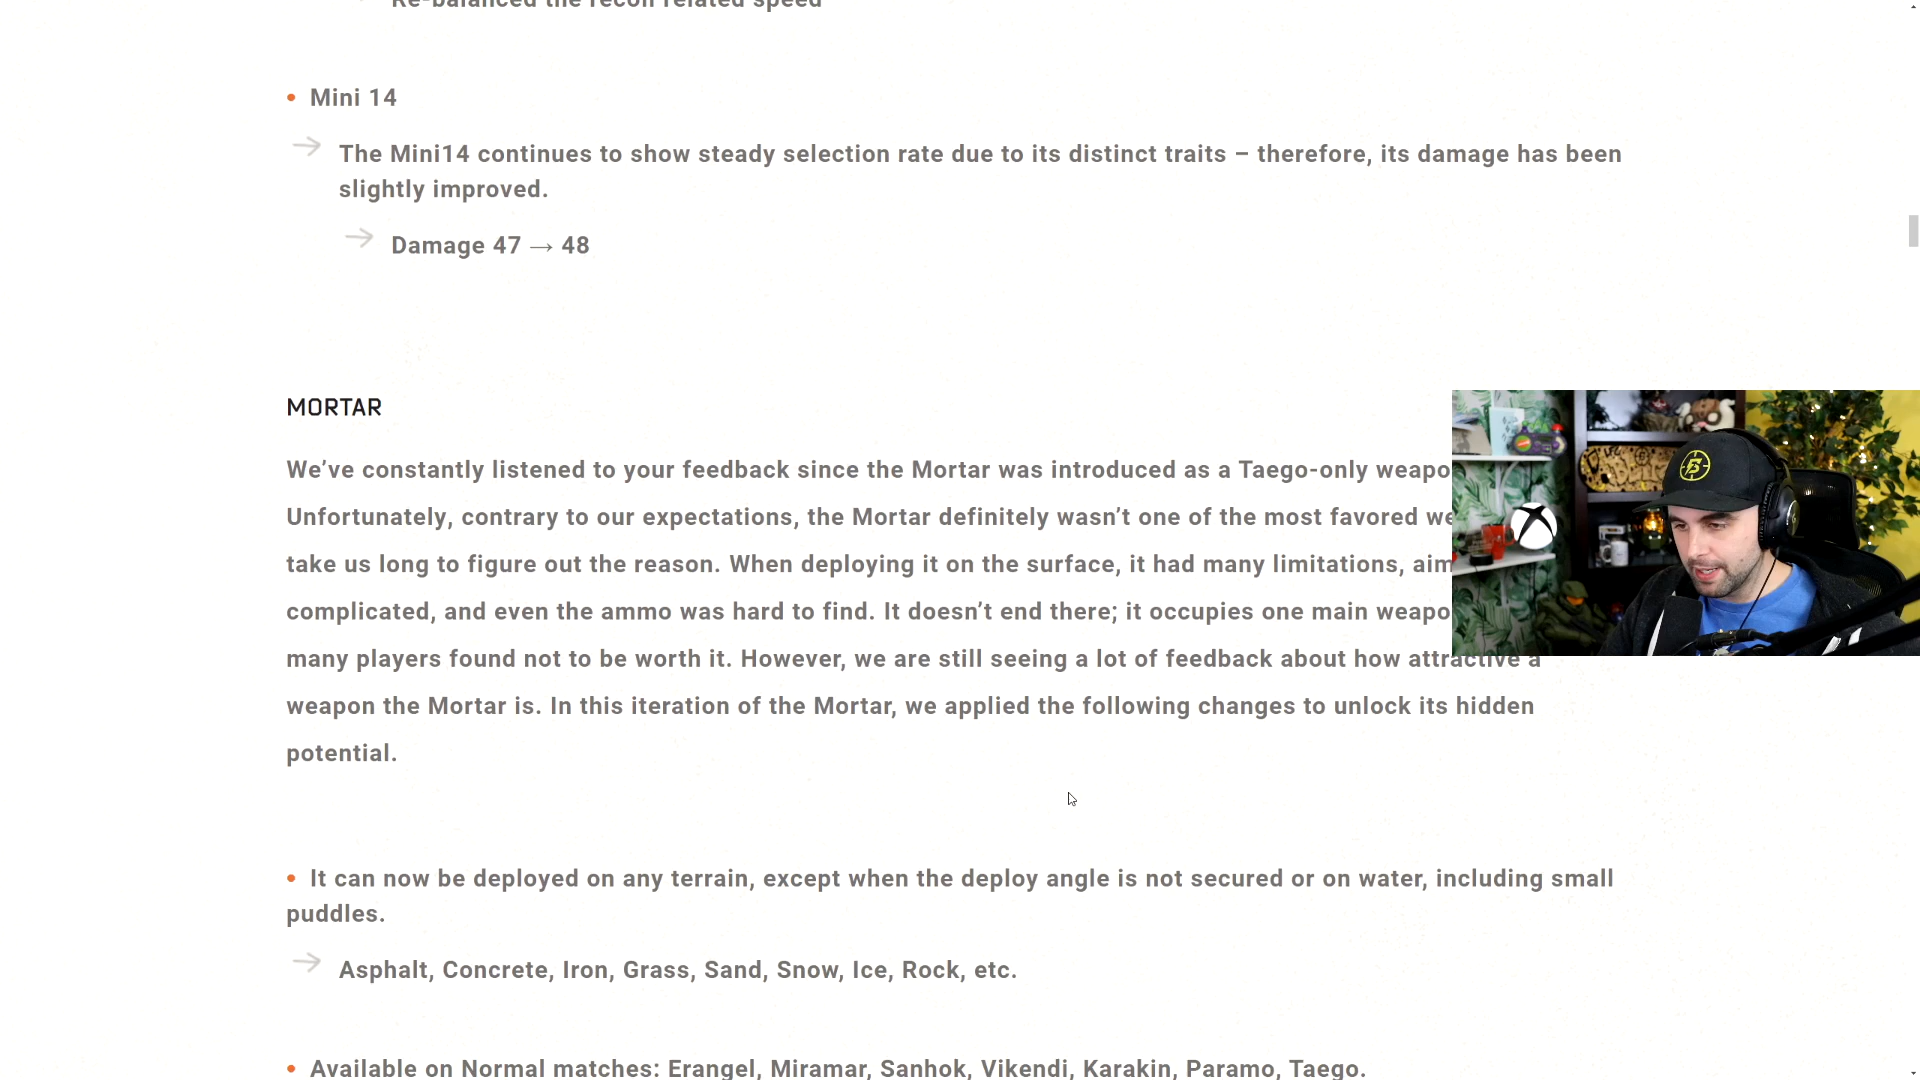 Re-balanced the recoil related speed
• Mini 14
The Mini14 continues to show steady selection rate due to its distinct traits – therefore, its damage has been
slightly improved.
Damage 47 → 48
MORTAR
We’ve constantly listened to your feedback since the Mortar was introduced as a Taego-only
Unfortunately, contrary to our expectations, the Mortar definitely wasn’t one of the most favored
take us long to figure out the reason. When deploying it on the surface, it had many limitations,
complicated, and even the ammo was hard to find. It doesn’t end there; it occupies one main
many players found not to be worth it. However, we are still seeing a lot of feedback about how attractive a
weapon the Mortar is. In this iteration of the Mortar, we applied the following changes to unlock its hidden
potential.
• It can now be deployed on any terrain, except when the deploy angle is not secured or on water, including small
puddles.
Asphalt, Concrete, Iron, Grass, Sand, Snow, Ice, Rock, etc.
• Available on Normal matches: Erangel, Miramar, Sanhok, Vikendi, Karakin, Paramo, Taego.